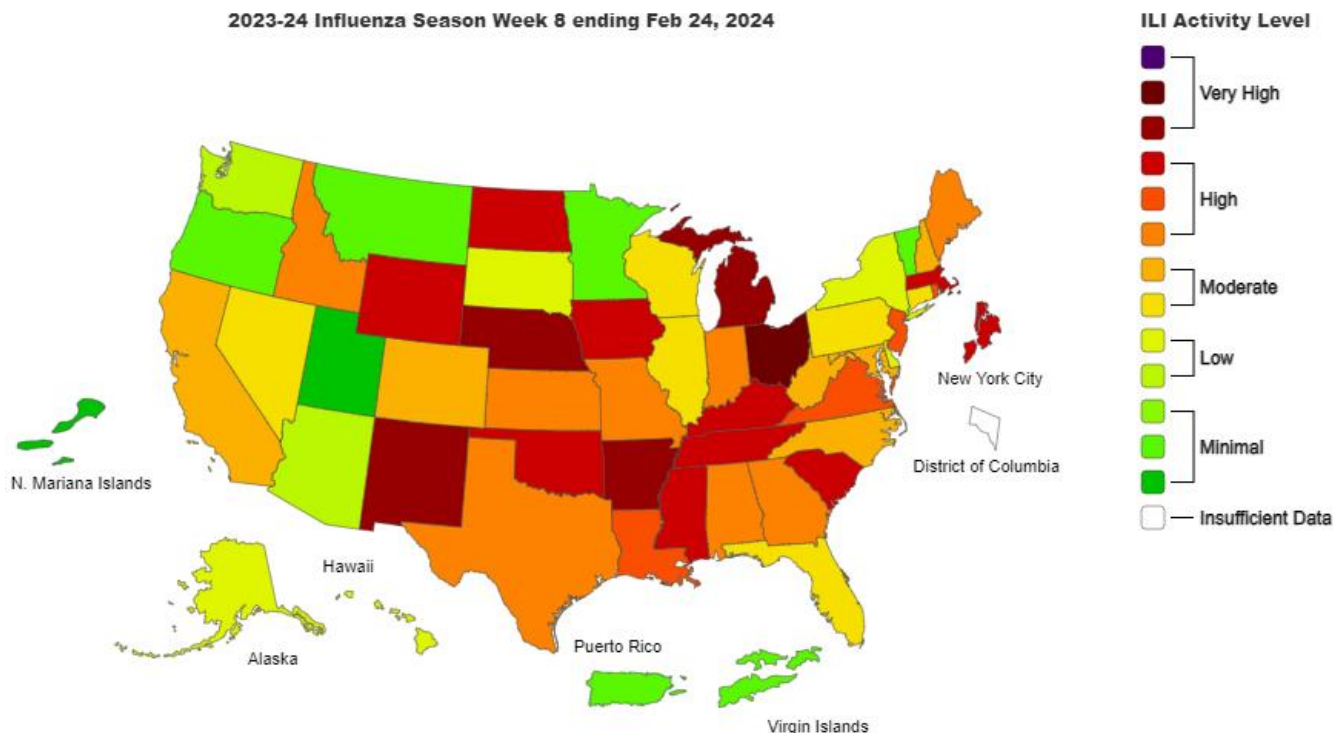 2023-24 Influenza Season Week 8 ending Feb 24, 2024
ILI Activity Level
Very High
High
Moderate
Low
Minimal
Insufficient Data
New York City
District of Columbia
N. Mariana Islands
Hawaii
Alaska
Puerto Rico
Virgin Islands